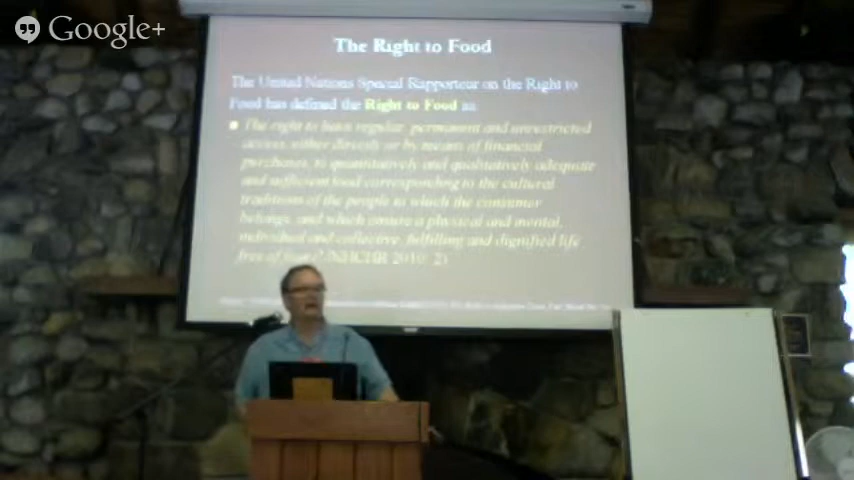 Google+
The Right to Food
The United Nations Special Rapporteur on the Right to
Food has defined the Right to Food as
The right to have regular, permanent and unrestricted
access, either directly or by means of financial
purchases, to quantitatively and qualitatively adequate
and sufficient food corresponding to the cultural
traditions of the people to which the consumer
belongs, and which ensure a physical and mental,
individual and collective, fulfilling and dignified life
free of 2010: 2)